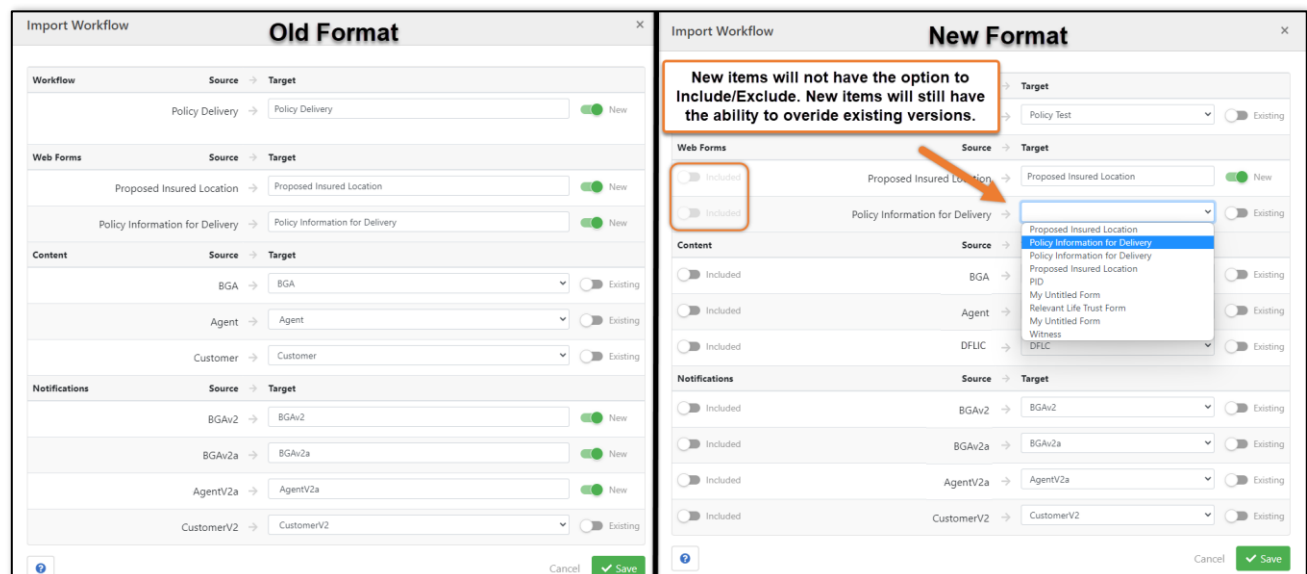 Import Workflow
Old Format
×
Workflow Source → Target
Policy Delivery → Policy Delivery New
Web Forms Source → Target
Proposed Insured Location → Proposed Insured Location New
Policy Information for Delivery → Policy Information for Delivery New
Content Source → Target
BGA → BGA Existing
Agent → Agent Existing
Customer → Customer Existing
Notifications Source → Target
BGAv2 → BGAv2 New
BGAv2a → BGAv2a New
AgentV2a → AgentV2a New
CustomerV2 → CustomerV2 Existing
? Cancel ✓ Save
Import Workflow
New Format
×
New items will not have the option to
Include/Exclude. New items will still have
the ability to overide existing versions.
→ Target
→ Policy Test Existing
Web Forms Source → Target
Included Proposed Insured Location → Proposed Insured Location New
Included Policy Information for Delivery → Existing
Proposed Insured Location
Policy Information for Delivery
Policy Information for Delivery
Proposed Insured Location
PID
My Untitled Form
Relevant Life Trust Form
My Untitled Form
Witness
Content Source →
Included BGA → Existing
Included Agent → Existing
Included DFLIC → DFLC Existing
Notifications Source → Target
Included BGAv2 → BGAv2 Existing
Included BGAv2a → BGAv2a Existing
Included AgentV2a → AgentV2a Existing
Included CustomerV2 → CustomerV2 Existing
? Cancel ✓ Save